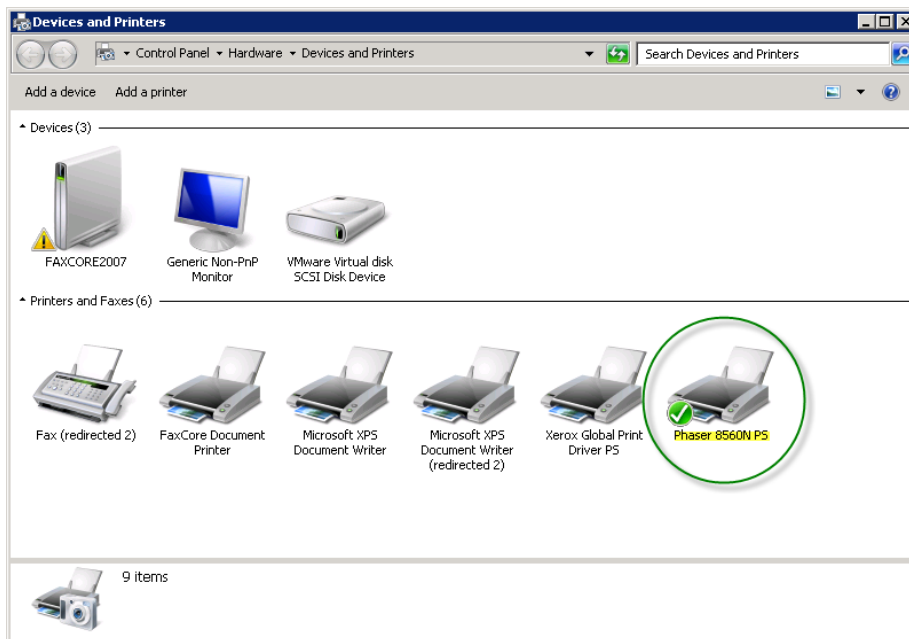 Devices and Printers
Control Panel Hardware Devices and Printers
Search Devices and Printers
Add a device Add a printer
Devices (3)
FAXCORE2007
Generic Non-PnP
Monitor
VMware Virtual disk
SCSI Disk Device
Printers and Faxes (6)
Fax (redirected 2)
FaxCore Document
Printer
Microsoft XPS
Document Writer
Microsoft XPS
Document Writer
(redirected 2)
Xerox Global Print
Driver PS
Phaser 8560N PS
9 items